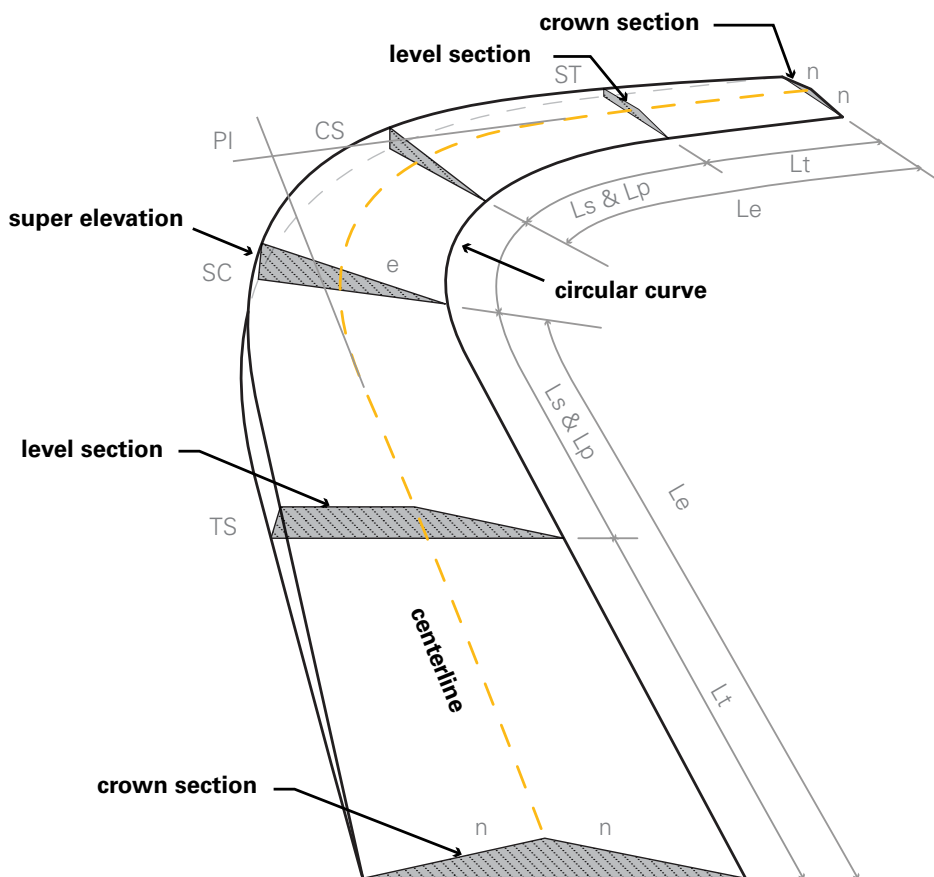 crown section
level section
ST
n
n
PI
CS
Ls & Lp
Lt
Le
super elevation
SC
e
circular curve
Ls & Lp
level section
Le
TS
centerline
Lt
crown section
n
n